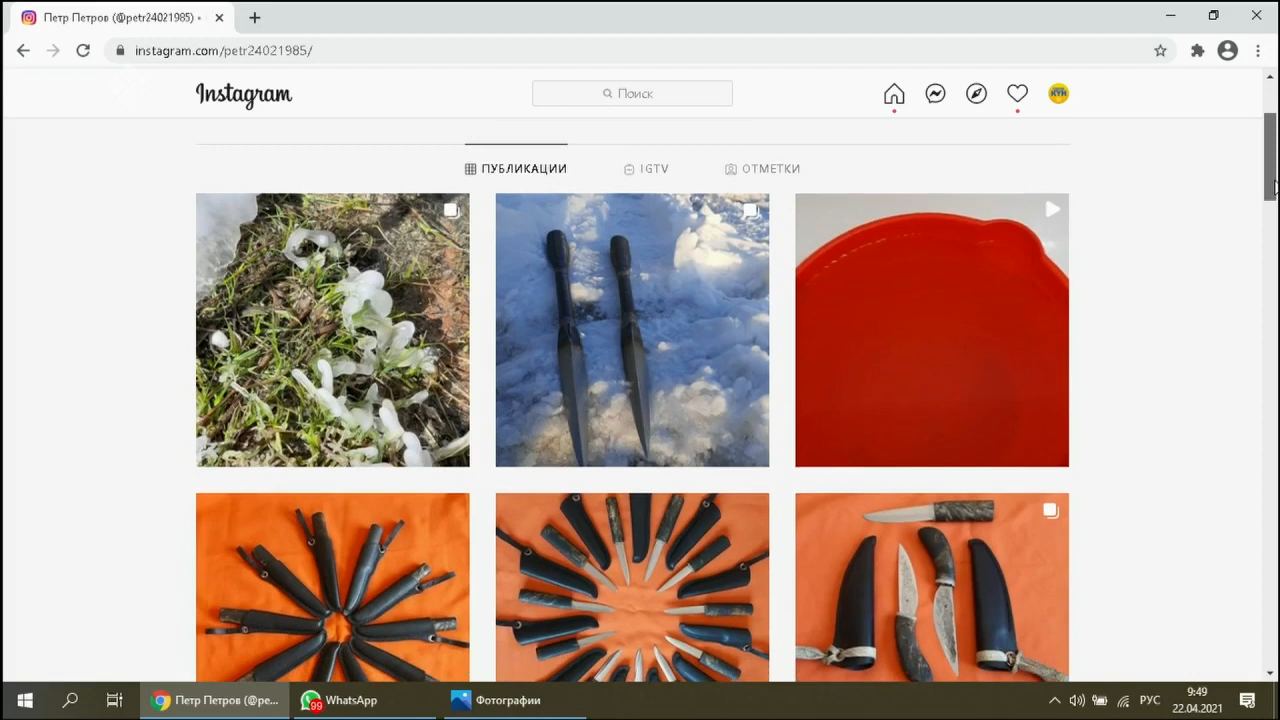 Петр Петров (@petr24021985) •
instagram.com/petr24021985/
Instagram
Поиск
ПУБЛИКАЦИИ
IGTV
ОТМЕТКИ
Петр Петров (@pe...
99
WhatsApp
Фотографии
РУС
9:49
22.04.2021